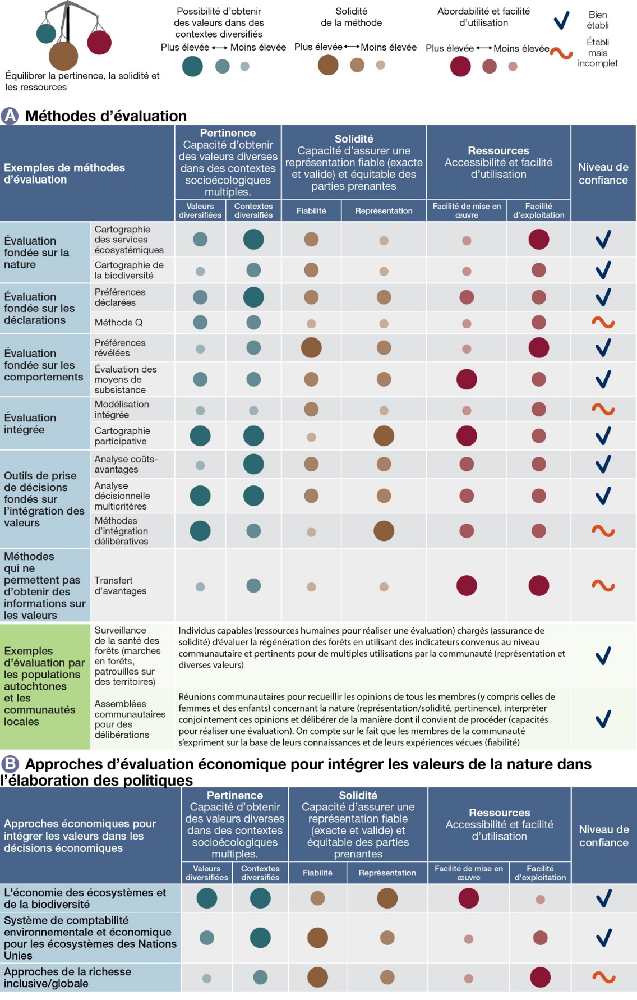 Possibilité d'obtenir
des valeurs dans des
contextes diversifiés
Plus élevée ↔ Moins élevée
Solidité
de la méthode
Plus élevée ↔ Moins élevée
Abordabilité et facilité
d'utilisation
Plus élevée ↔ Moins élevée
Bien
établi
Établi
mais
incomplet
Équilibrer la pertinence, la solidité et
les ressources
A Méthodes d'évaluation
Exemples de méthodes
d'évaluation
Pertinence
Capacité d'obtenir
des valeurs diverses
dans des contextes
socioécologiques
multiples.
Solidité
Capacité d'assurer une
représentation fiable (exacte
et valide) et équitable des
parties prenantes
Ressources
Accessibilité et facilité
d'utilisation
Niveau de
confiance
Valeurs
diversifiées
Contextes
diversifiés
Fiabilité
Représentation
Facilité de mise en
œuvre
Facilité
d'exploitation
Évaluation
fondée sur la
nature
Cartographie
des services
écosystémiques
Cartographie de
la biodiversité
Évaluation
fondée sur les
déclarations
Préférences
déclarées
Méthode Q
Évaluation
fondée sur les
comportements
Préférences
révélées
Évaluation des
moyens de
subsistance
Évaluation
intégrée
Modélisation
intégrée
Cartographie
participative
Outils de prise
de décisions
fondés sur
l'intégration des
valeurs
Analyse coûts-
avantages
Analyse
décisionnelle
multicritères
Méthodes
d'intégration
délibératives
Méthodes
qui ne
permettent pas
d'obtenir des
informations sur
les valeurs
Transfert
d'avantages
Exemples
d'évaluation par
les populations
autochtones
et les
communautés
locales
Surveillance
de la santé des
forêts (marches
en forêts,
patrouilles sur
des territoires)
Individus capables (ressources humaines pour réaliser une évaluation) chargés (assurance de
solidité) d'évaluer la régénération des forêts en utilisant des indicateurs convenus au niveau
communautaire et pertinents pour de multiples utilisations par la communauté (représentation et
diverses valeurs)
Assemblées
communautaires
pour des
délibérations
Réunions communautaires pour recueillir les opinions de tous les membres (y compris celles de
femmes et des enfants) concernant la nature (représentation/solidité, pertinence), interpréter
conjointement ces opinions et délibérer de la manière dont il convient de procéder (capacités
pour réaliser une évaluation). On compte sur le fait que les membres de la communauté
s'expriment sur la base de leurs connaissances et de leurs expériences vécues (fiabilité)
B Approches d'évaluation économique pour intégrer les valeurs de la nature dans
l'élaboration des politiques
Approches économiques pour
intégrer les valeurs dans les
décisions économiques
Pertinence
Capacité d'obtenir
des valeurs diverses
dans des contextes
socioécologiques
multiples.
Solidité
Capacité d'assurer une
représentation fiable
(exacte et valide) et
équitable des parties
prenantes
Ressources
Accessibilité et facilité
d'utilisation
Niveau de
confiance
Valeurs
diversifiées
Contextes
diversifiés
Fiabilité
Représentation
Facilité de mise en
œuvre
Facilité
d'exploitation
L'économie des écosystèmes et
de la biodiversité
Système de comptabilité
environnementale et économique
pour les écosystèmes des Nations
Unies
Approches de la richesse
inclusive/globale